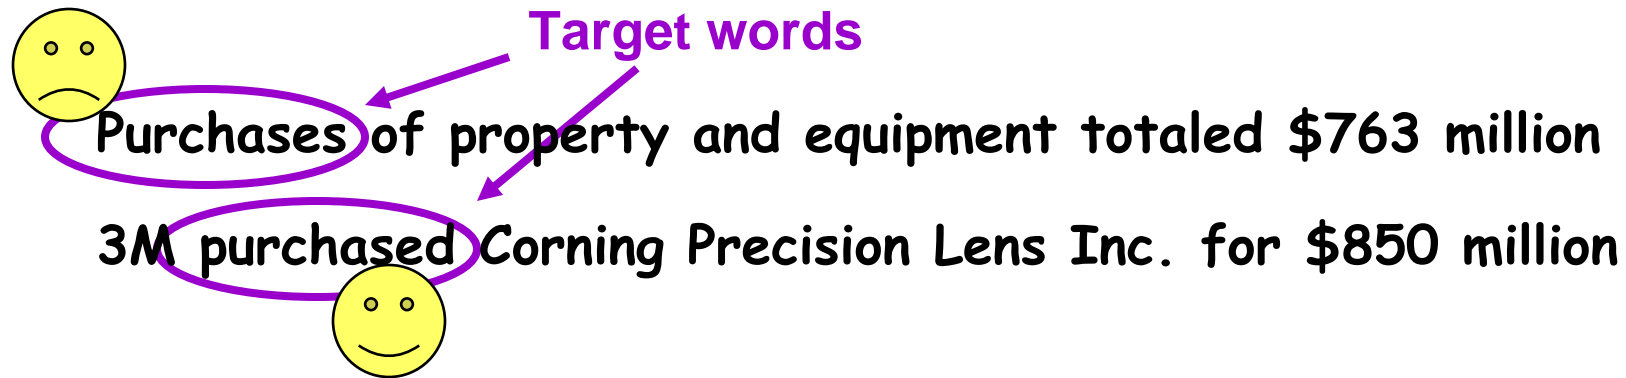 Target words
Purchases of property and equipment totaled $763 million
3M purchased Corning Precision Lens Inc. for $850 million